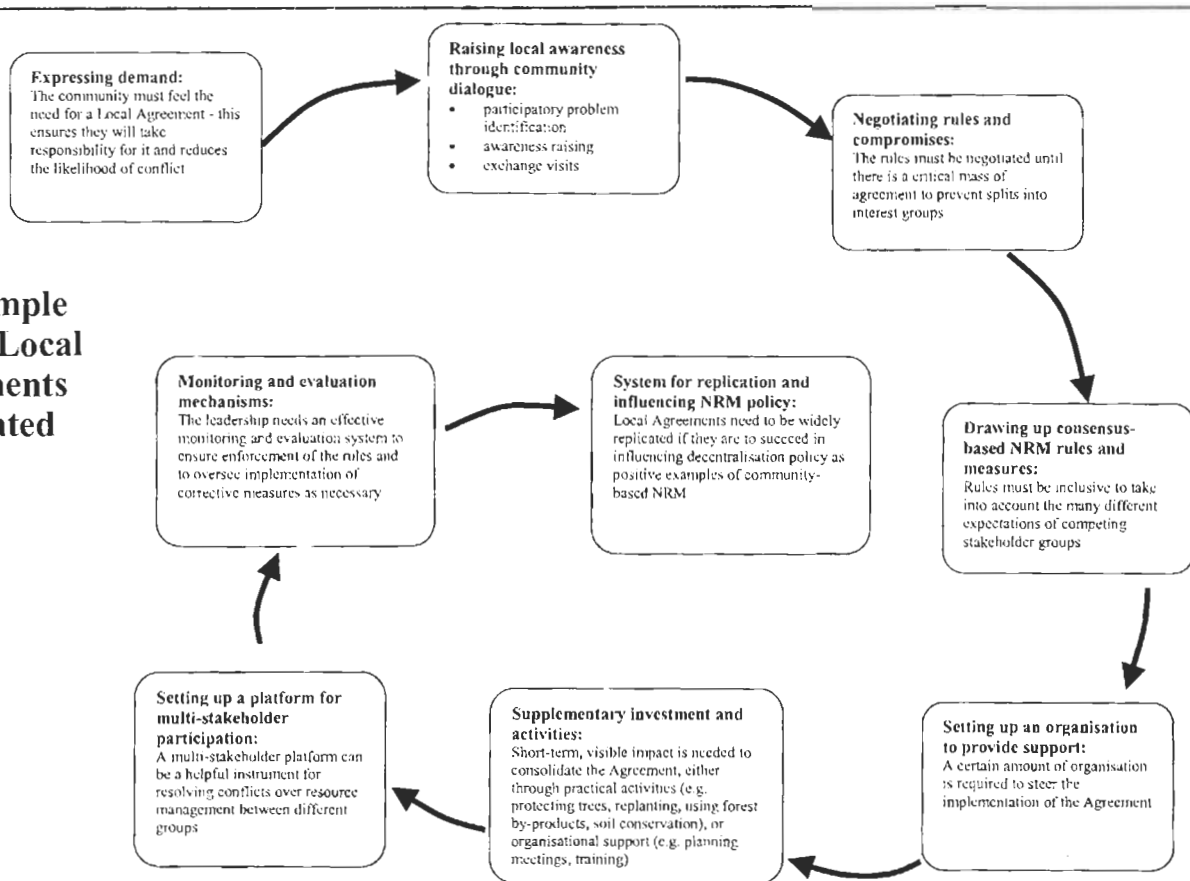 Expressing demand:
The community must feel the
need for a Local Agreement - this
ensures they will take
responsibility for it and reduces
the likelihood of conflict
Raising local awareness
through community
dialogue:
• participatory problem
identification
• awareness raising
• exchange visits
Negotiating rules and
compromises:
The rules must be negotiated until
there is a critical mass of
agreement to prevent splits into
interest groups
Drawing up consensus-
based NRM rules and
measures:
Rules must be inclusive to take
into account the many different
expectations of competing
stakeholder groups
Setting up an organisation
to provide support:
A certain amount of organisation
is required to steer the
implementation of the Agreement
Supplementary investment and
activities:
Short-term, visible impact is needed to
consolidate the Agreement, either
through practical activities (e.g.
protecting trees, replanting, using forest
by-products, soil conservation), or
organisational support (e.g. planning
meetings, training)
Setting up a platform for
multi-stakeholder
participation:
A multi-stakeholder platform can
be a helpful instrument for
resolving conflicts over resource
management between different
groups
Monitoring and evaluation
mechanisms:
The leadership needs an effective
monitoring and evaluation system to
ensure enforcement of the rules and
to oversee implementation of
corrective measures as necessary
System for replication and
influencing NRM policy:
Local Agreements need to be widely
replicated if they are to succeed in
influencing decentralisation policy as
positive examples of community-
based NRM
mple
Local
nents
ated